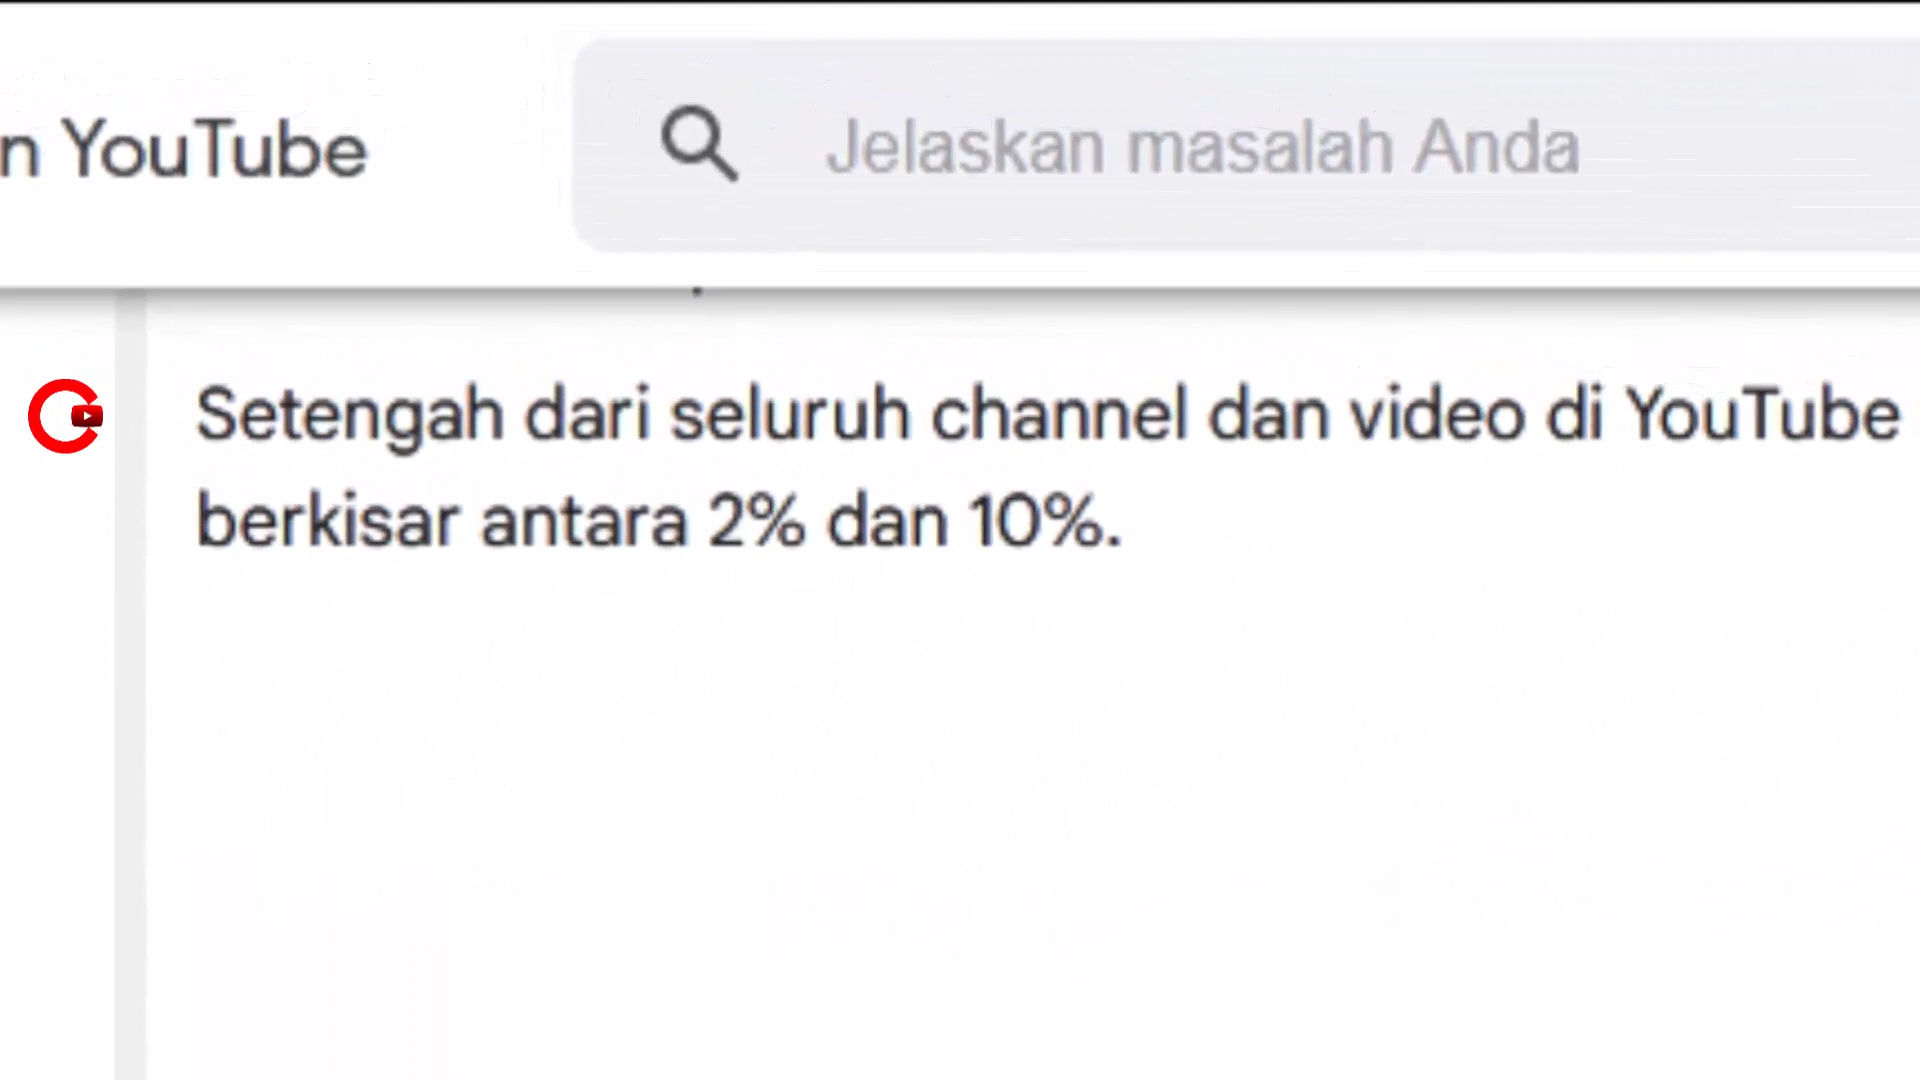 n YouTube
Jelaskan masalah Anda
Setengah dari seluruh channel dan video di YouTube
berkisar antara 2% dan 10%.